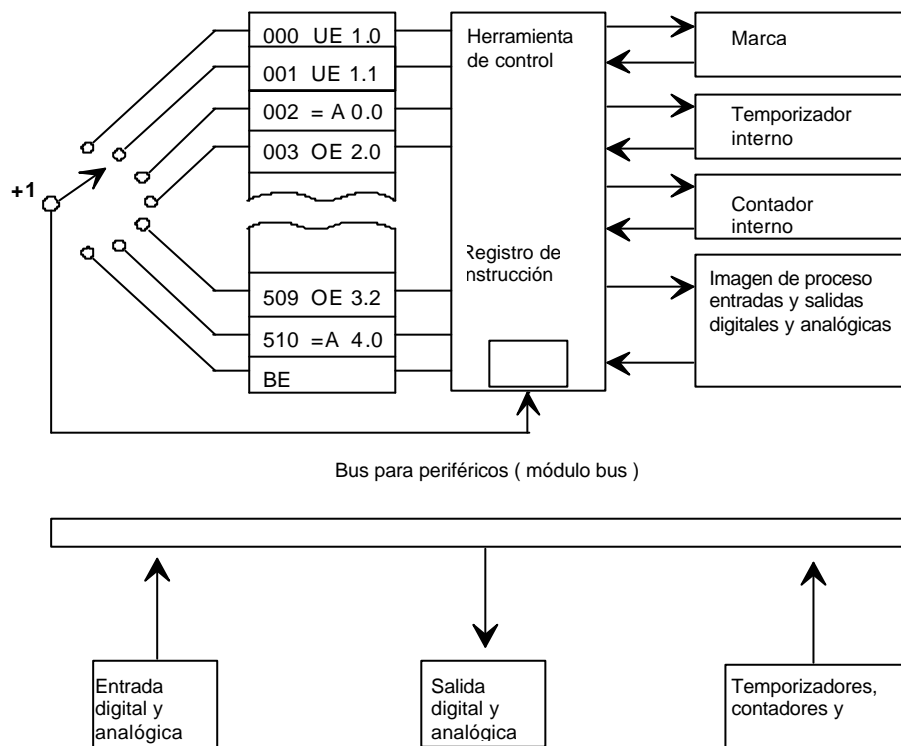 000 UE 1.0
001 UE 1.1
002 = A 0.0
003 OE 2.0
+1
509 OE 3.2
510 =A 4.0
BE
Herramienta
de control
Registro de
nstrucción
Marca
Temporizador
interno
Contador
interno
Imagen de proceso
entradas y salidas
digitales y analógicas
Bus para periféricos ( módulo bus )
Entrada
digital y
analógica
Salida
digital y
analógica
Temporizadores,
contadores y